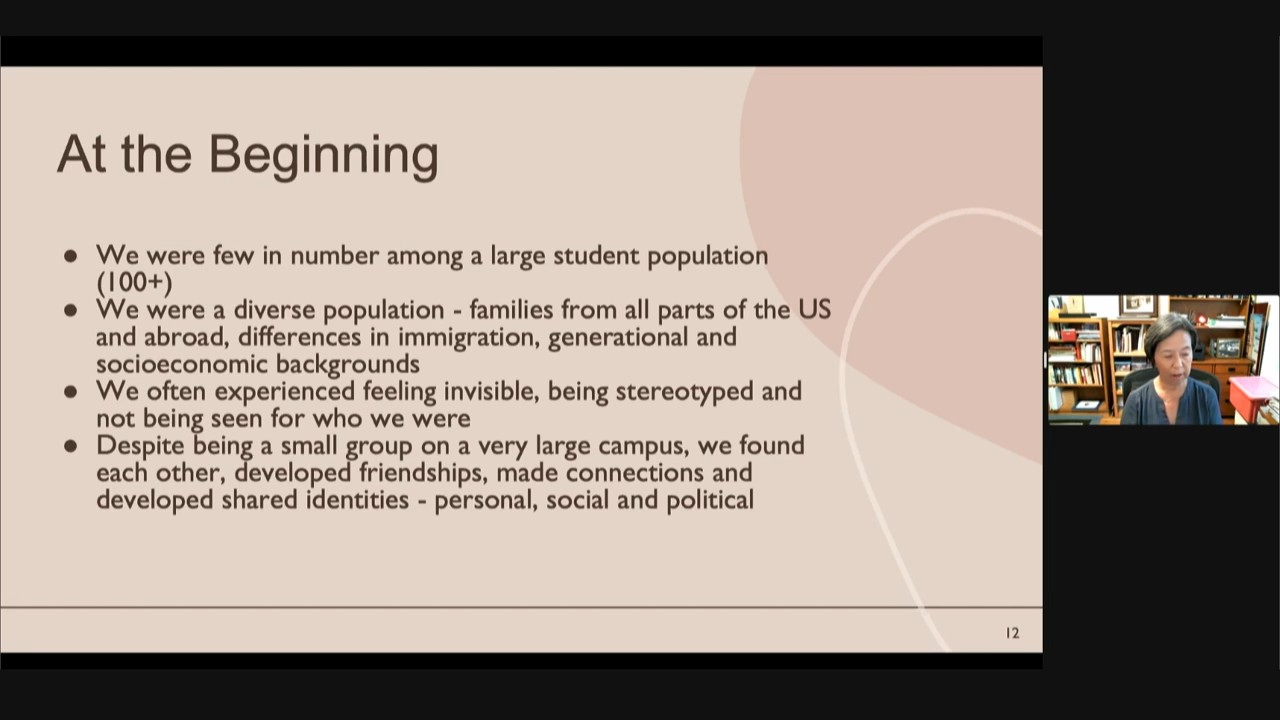 At the Beginning
● We were few in number among a large student population
(100+)
● We were a diverse population - families from all parts of the US
and abroad, differences in immigration, generational and
socioeconomic backgrounds
● We often experienced feeling invisible, being stereotyped and
not being seen for who we were
● Despite being a small group on a very large campus, we found
each other, developed friendships, made connections and
developed shared identities - personal, social and political
12